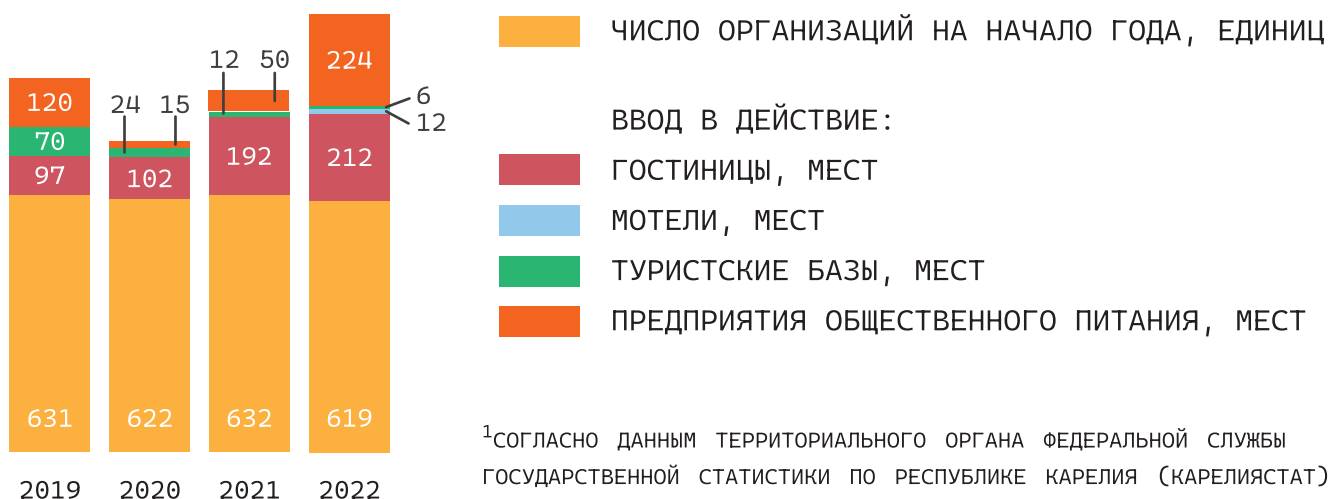 120
70
97
631
2019
24 15
102
622
2020
12 50
192
632
2021
224
6
12
212
619
2022
ЧИСЛО ОРГАНИЗАЦИЙ НА НАЧАЛО ГОДА, ЕДИНИЦ
ВВОД В ДЕЙСТВИЕ:
ГОСТИНИЦЫ, МЕСТ
МОТЕЛИ, МЕСТ
ТУРИСТСКИЕ БАЗЫ, МЕСТ
ПРЕДПРИЯТИЯ ОБЩЕСТВЕННОГО ПИТАНИЯ, МЕСТ
¹СОГЛАСНО ДАННЫМ ТЕРРИТОРИАЛЬНОГО ОРГАНА ФЕДЕРАЛЬНОЙ СЛУЖБЫ
ГОСУДАРСТВЕННОЙ СТАТИСТИКИ ПО РЕСПУБЛИКЕ КАРЕЛИЯ (КАРЕЛИЯСТАТ)